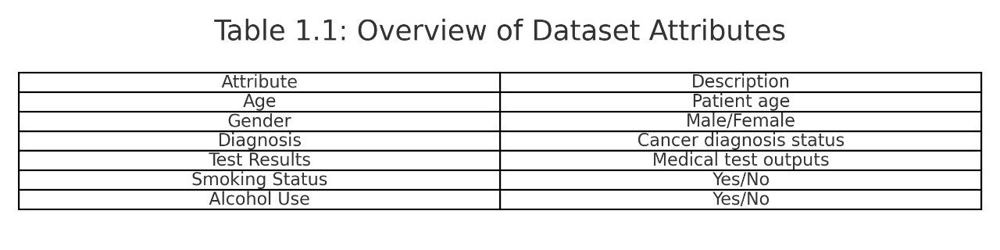 Table 1.1: Overview of Dataset Attributes
Attribute Description
Age Patient age
Gender Male/Female
Diagnosis Cancer diagnosis status
Test Results Medical test outputs
Smoking Status Yes/No
Alcohol Use Yes/No